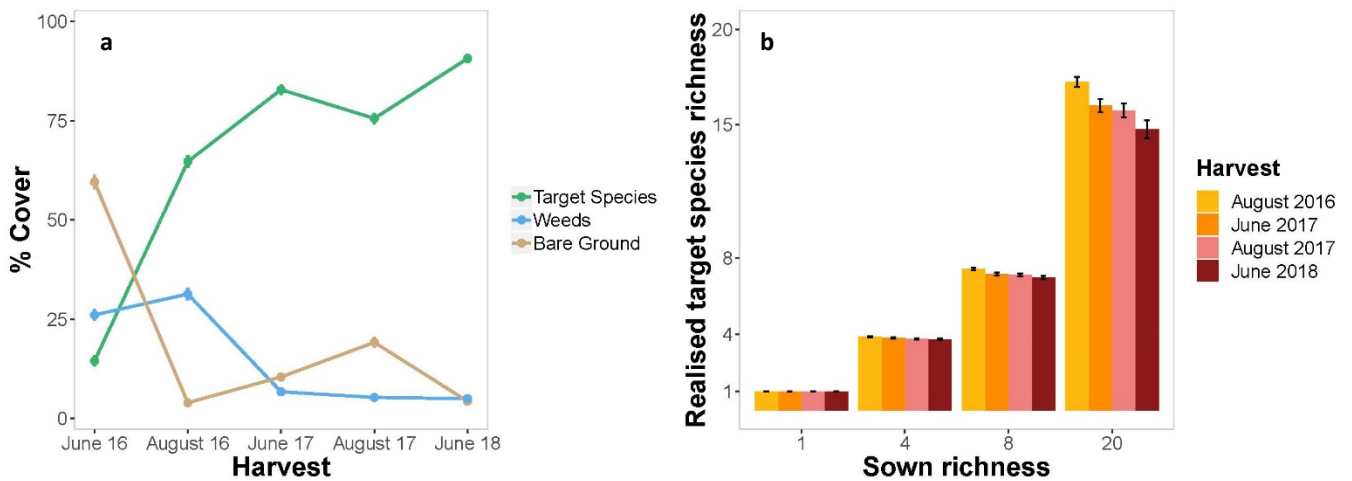 a
% Cover
100
75
50
25
0
June 16 August 16 June 17 August 17 June 18
Harvest
Target Species
Weeds
Bare Ground
b
Realised target species richness
20
15
8
4
1
1 4 8 20
Sown richness
Harvest
August 2016
June 2017
August 2017
June 2018